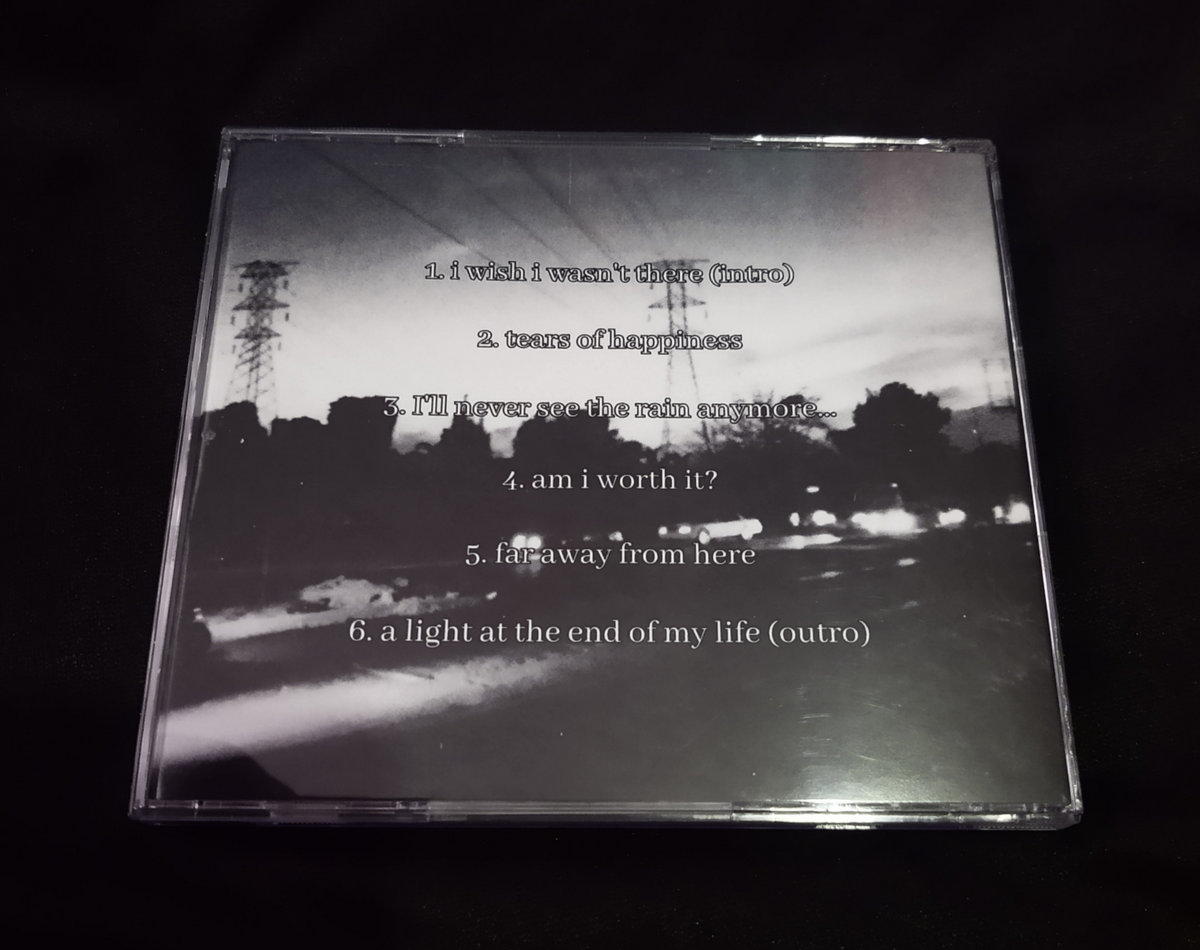 1. i wish i wasn't there (intro)
2. tears of happiness
3. I'll never see the rain anymore...
4. am i worth it?
5. far away from here
6. a light at the end of my life (outro)